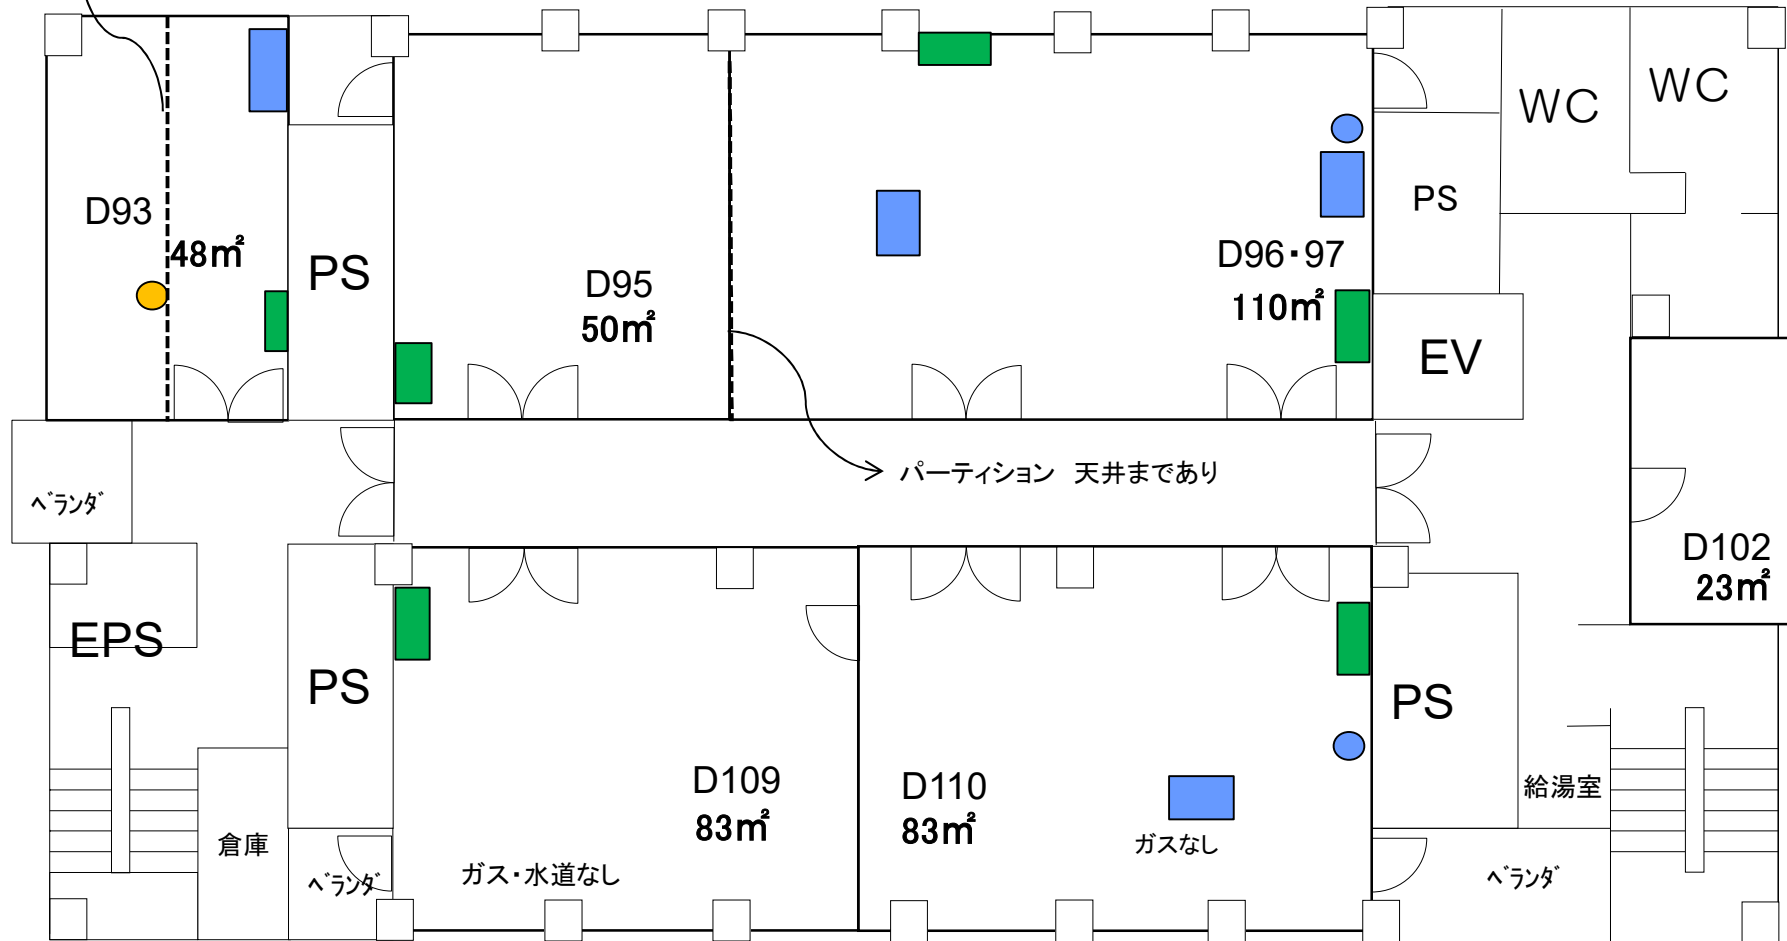 WC
WC
D93
48㎡
PS
D95
50㎡
D96・97
110㎡
PS
EV
ベランダ
パーティション 天井まであり
D102
23㎡
EPS
PS
D109
83㎡
D110
83㎡
PS
給湯室
倉庫
ベランダ
ガス・水道なし
ガスなし
ベランダ